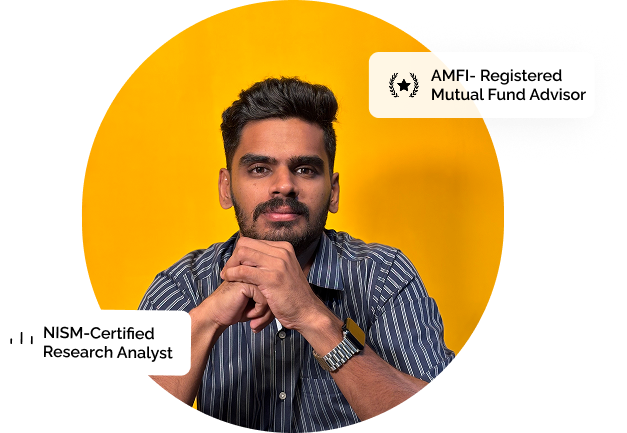 AMFI- Registered
Mutual Fund Advisor
NISM-Certified
Research Analyst